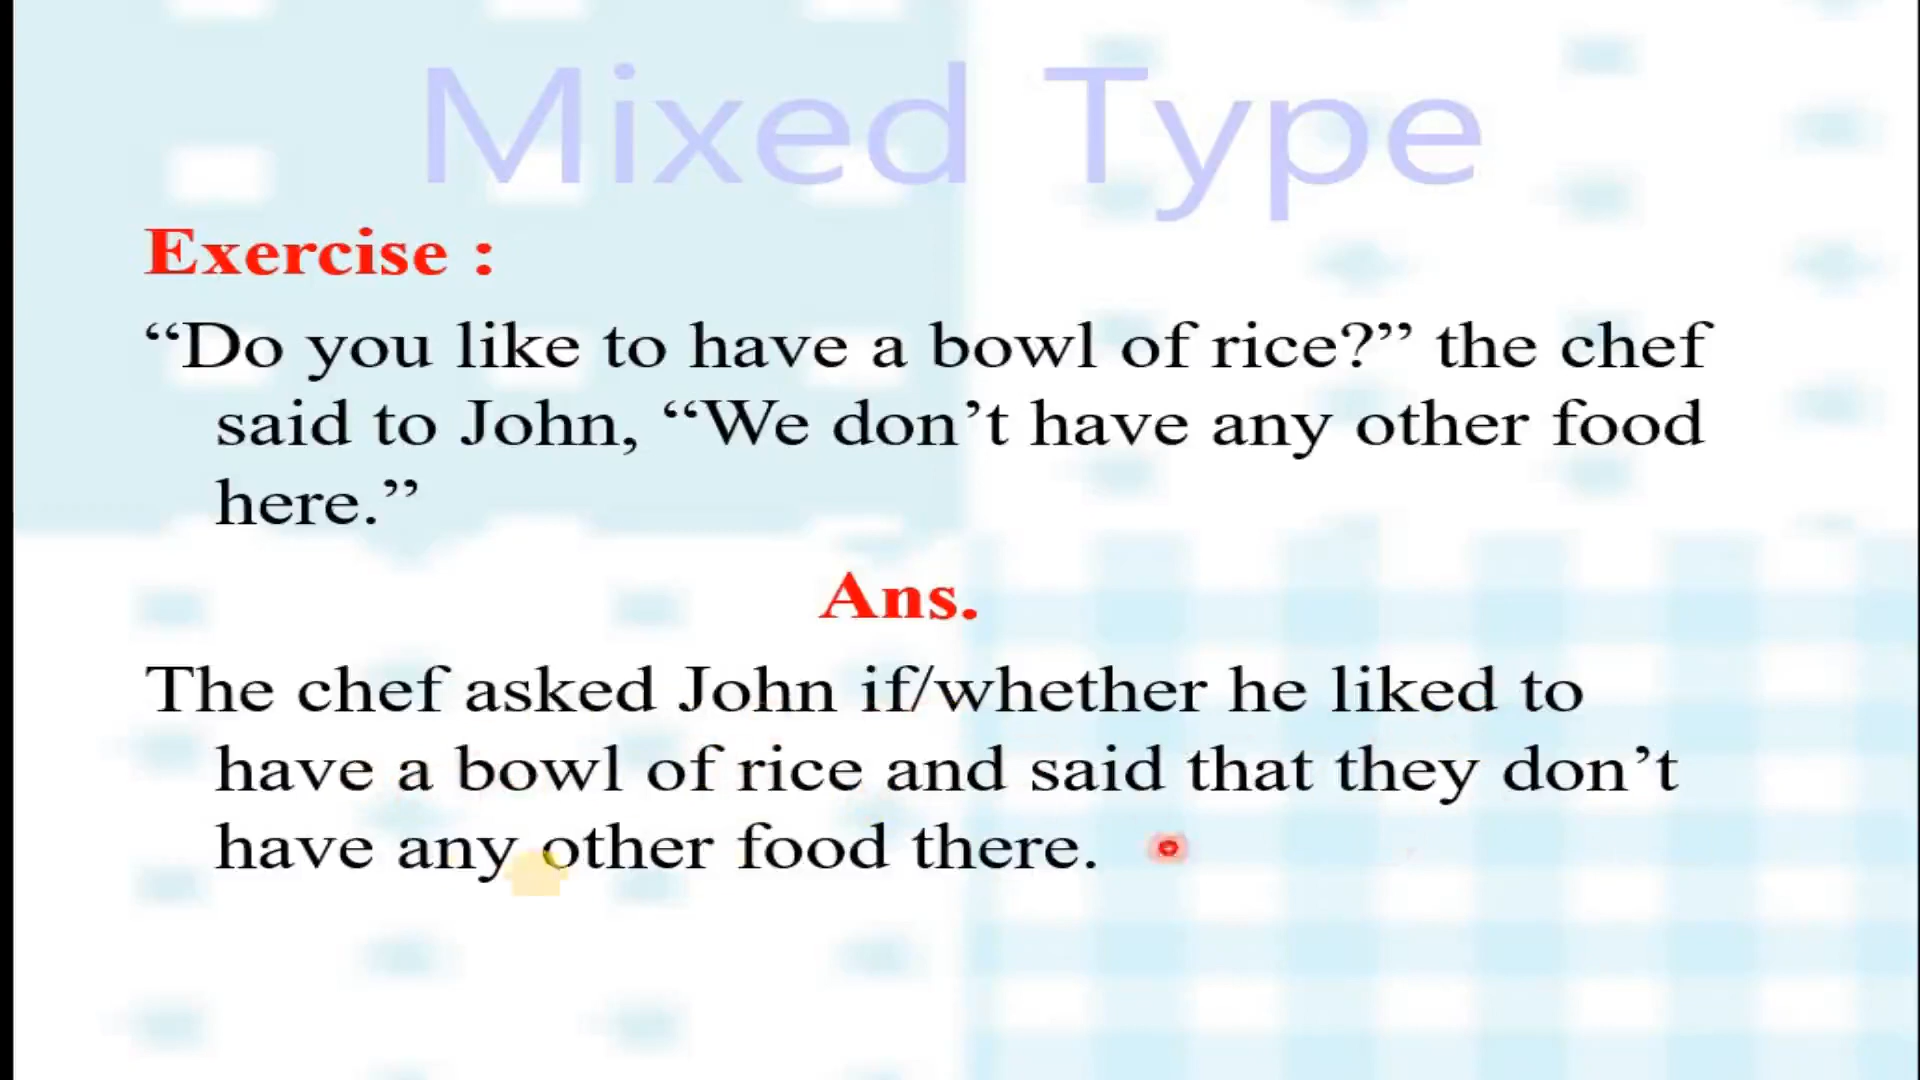 Mixed Type
Exercise :
“Do you like to have a bowl of rice?” the chef
said to John, “We don’t have any other food
here.”
Ans.
The chef asked John if/whether he liked to
have a bowl of rice and said that they don’t
have any other food there.